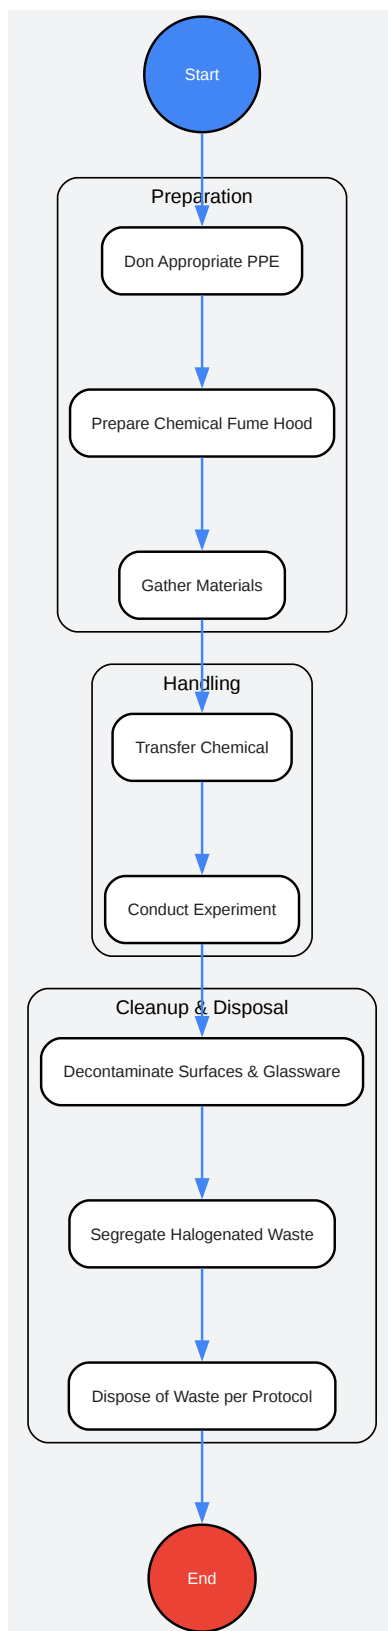 Start
Preparation
Don Appropriate PPE
Prepare Chemical Fume Hood
Gather Materials
Handling
Transfer Chemical
Conduct Experiment
Cleanup & Disposal
Decontaminate Surfaces & Glassware
Segregate Halogenated Waste
Dispose of Waste per Protocol
End